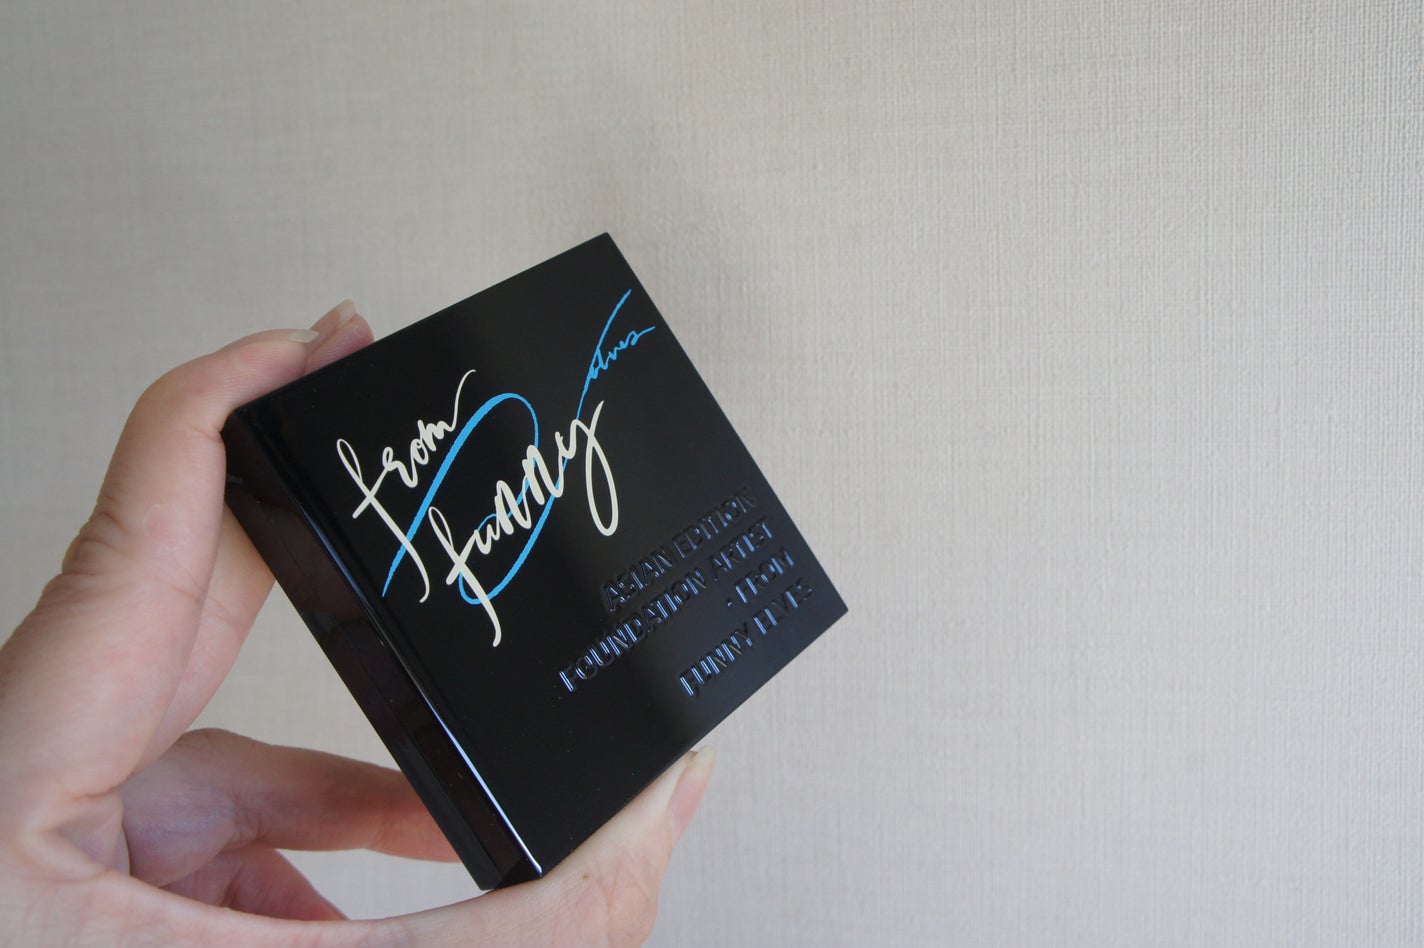 from
funny
elves
ASIAN EDITION
FOUNDATION ARTIST
- FROM
FUNNY ELVES